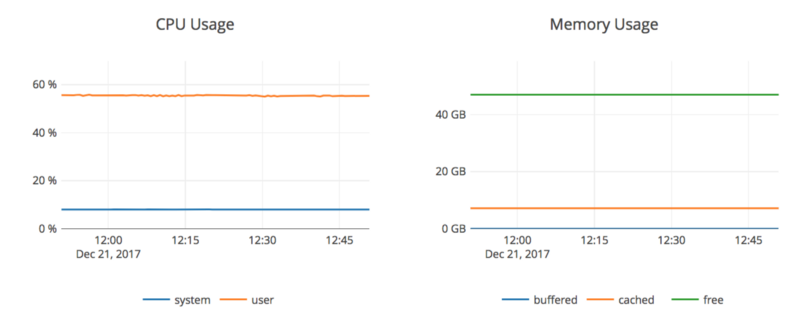 CPU Usage
60 %
40 %
20 %
0 %
12:00 12:15 12:30 12:45
Dec 21, 2017
system user
Memory Usage
40 GB
20 GB
0 GB
12:00 12:15 12:30 12:45
Dec 21, 2017
buffered cached free